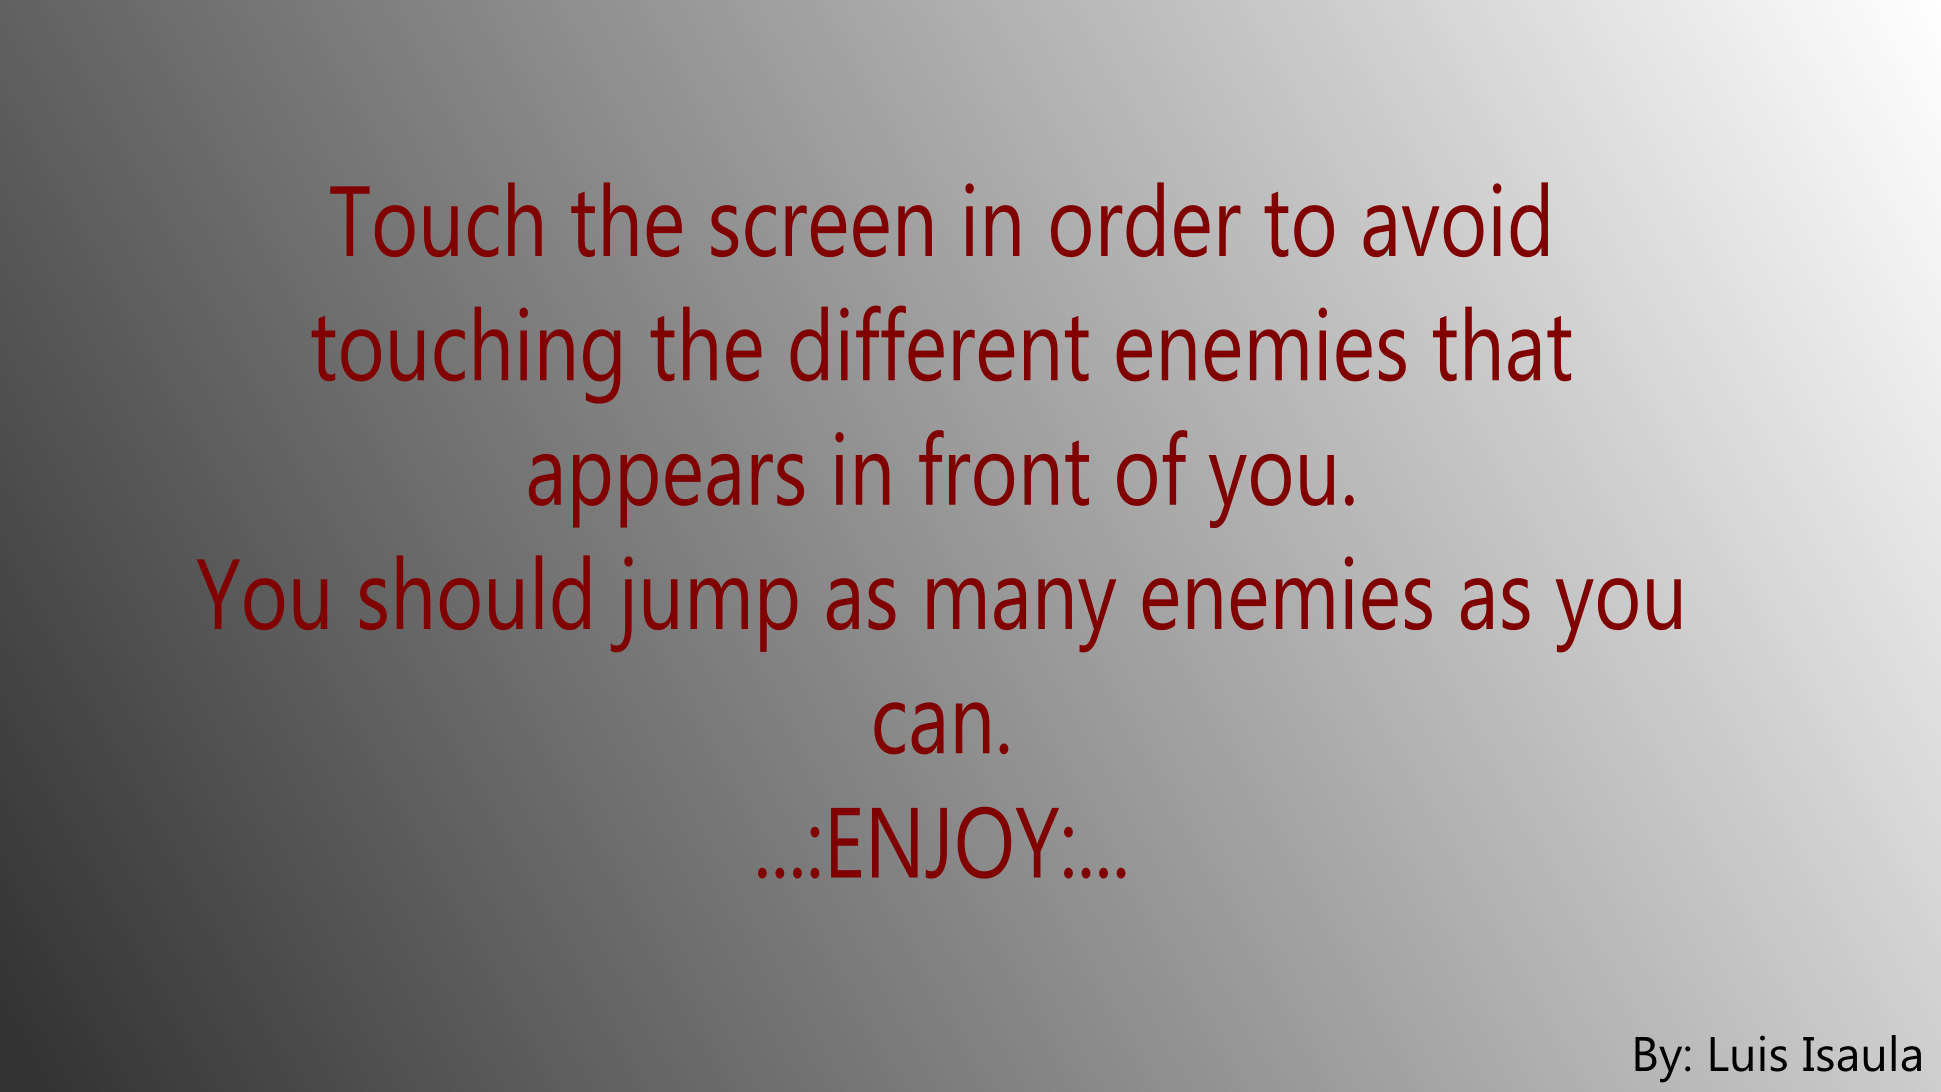 Touch the screen in order to avoid
touching the different enemies that
appears in front of you.
You should jump as many enemies as you
can.
...:ENJOY:...
By: Luis Isaula